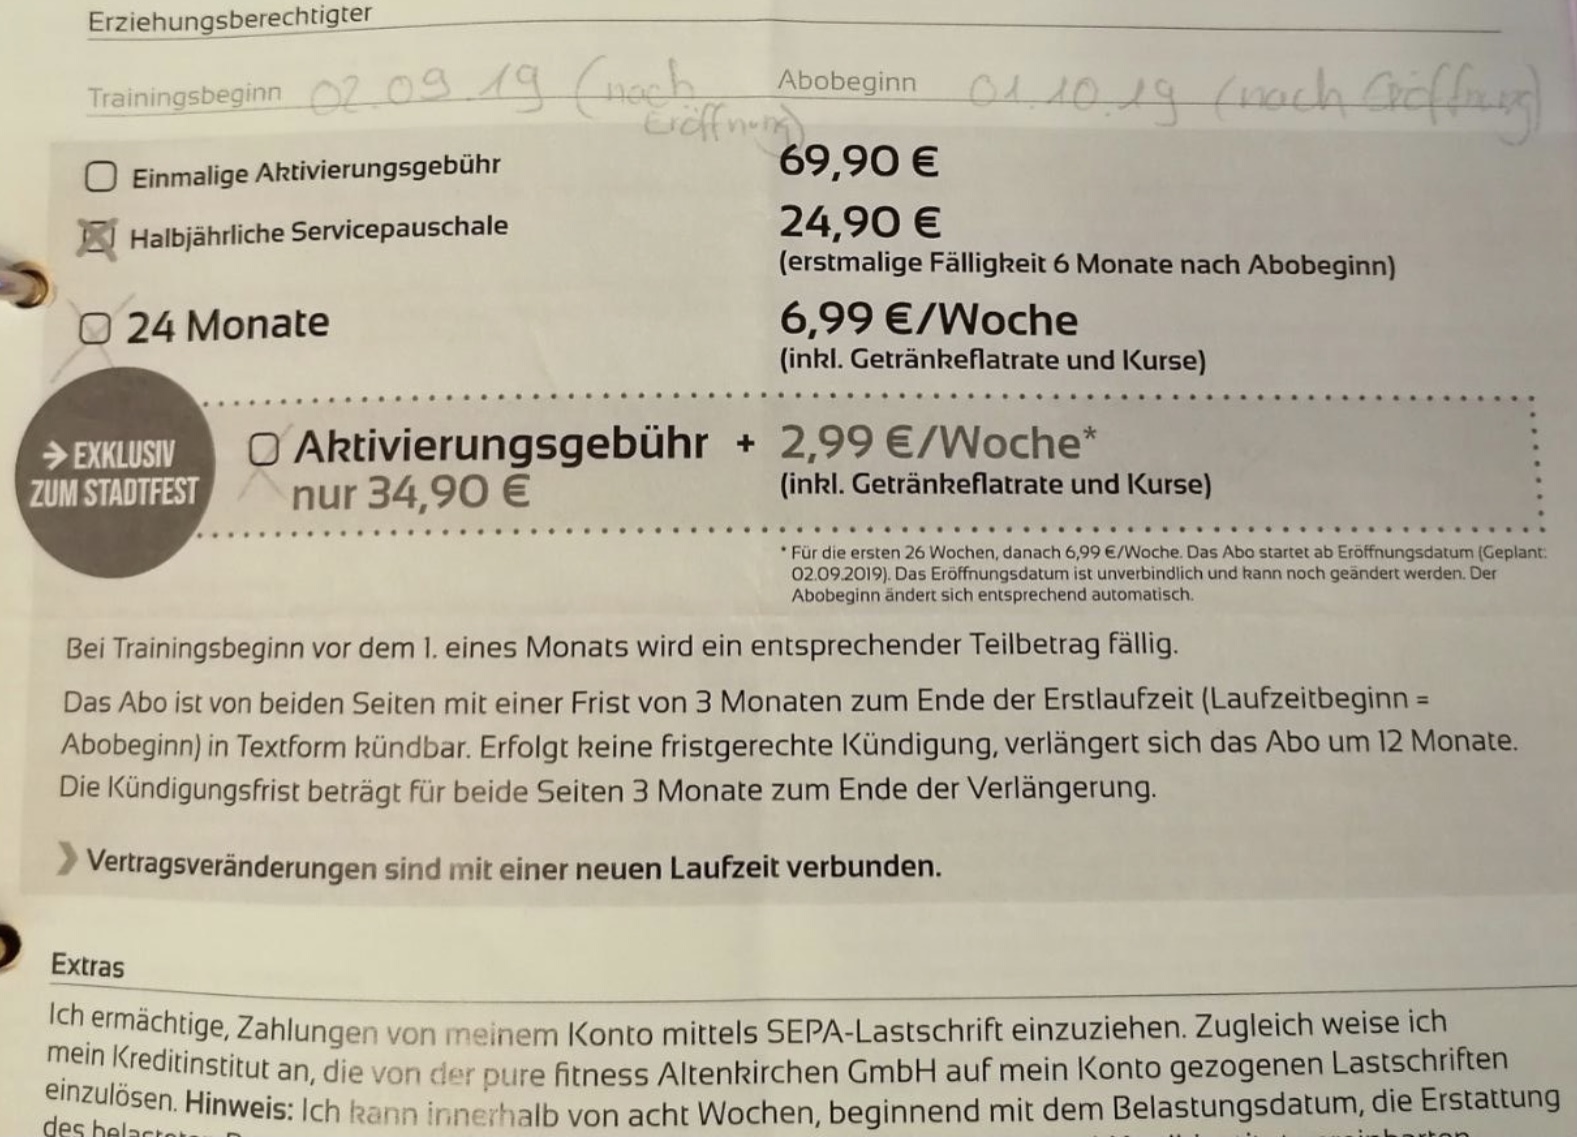 Erziehungsberechtigter
Trainingsbeginn 02.09.19 (nach Eröffnung)
Abobeginn 01.10.19 (nach Eröffnung)
Einmalige Aktivierungsgebühr 69,90 €
Halbjährliche Servicepauschale 24,90 €
(erstmalige Fälligkeit 6 Monate nach Abobeginn)
24 Monate 6,99 €/Woche
(inkl. Getränkeflatrate und Kurse)
→ EXKLUSIV
ZUM STADTFEST
Aktivierungsgebühr + 2,99 €/Woche*
nur 34,90 € (inkl. Getränkeflatrate und Kurse)
* Für die ersten 26 Wochen, danach 6,99 €/Woche. Das Abo startet ab Eröffnungsdatum (Geplant:
02.09.2019). Das Eröffnungsdatum ist unverbindlich und kann noch geändert werden. Der
Abobeginn ändert sich entsprechend automatisch.
Bei Trainingsbeginn vor dem 1. eines Monats wird ein entsprechender Teilbetrag fällig.
Das Abo ist von beiden Seiten mit einer Frist von 3 Monaten zum Ende der Erstlaufzeit (Laufzeitbeginn =
Abobeginn) in Textform kündbar. Erfolgt keine fristgerechte Kündigung, verlängert sich das Abo um 12 Monate.
Die Kündigungsfrist beträgt für beide Seiten 3 Monate zum Ende der Verlängerung.
Vertragsveränderungen sind mit einer neuen Laufzeit verbunden.
Extras
Ich ermächtige, Zahlungen von meinem Konto mittels SEPA-Lastschrift einzuziehen. Zugleich weise ich
mein Kreditinstitut an, die von der pure fitness Altenkirchen GmbH auf mein Konto gezogenen Lastschriften
einzulösen. Hinweis: Ich kann innerhalb von acht Wochen, beginnend mit dem Belastungsdatum, die Erstattung
des